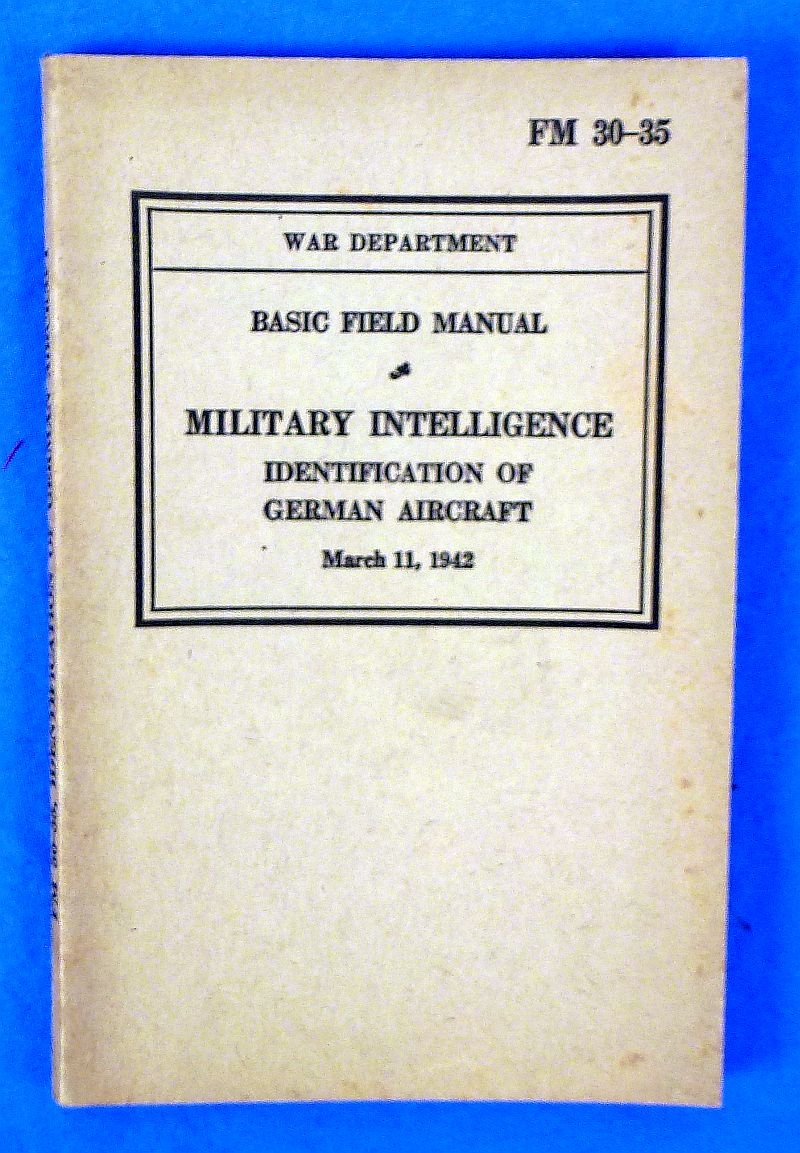 FM 30–35
WAR DEPARTMENT
BASIC FIELD MANUAL
MILITARY INTELLIGENCE
IDENTIFICATION OF
GERMAN AIRCRAFT
March 11, 1942